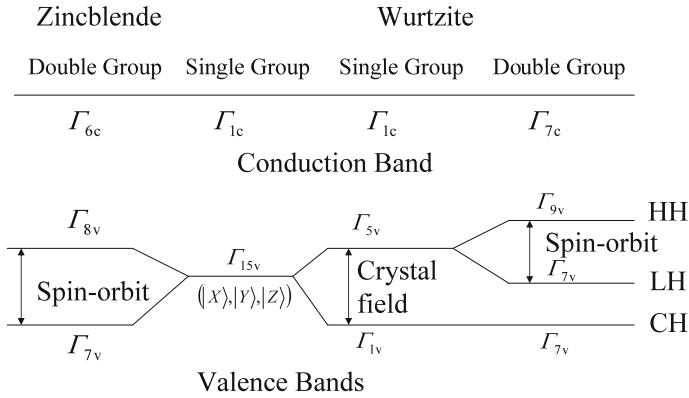 Zincblende Wurtzite
Double Group Single Group Single Group Double Group
Γ6c Γ1c Γ1c Γ7c
Conduction Band
Γ8v Γ5v Γ9v HH
Γ15v Spin-orbit
Spin-orbit (|X⟩,|Y⟩,|Z⟩) Crystal field Γ7v LH
Γ7v Γ1v Γ7v CH
Valence Bands